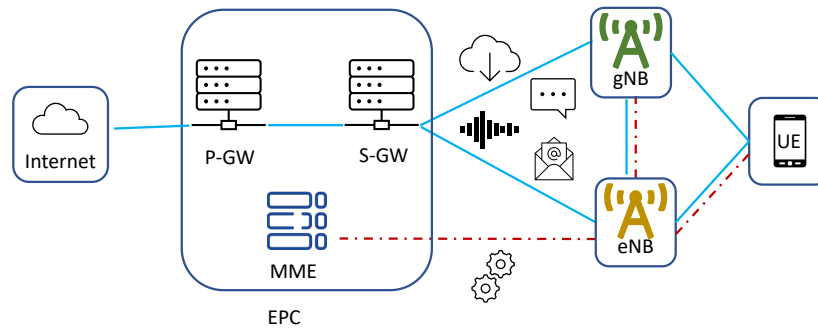 gNB
Internet
P-GW
S-GW
@
UE
eNB
MME
EPC